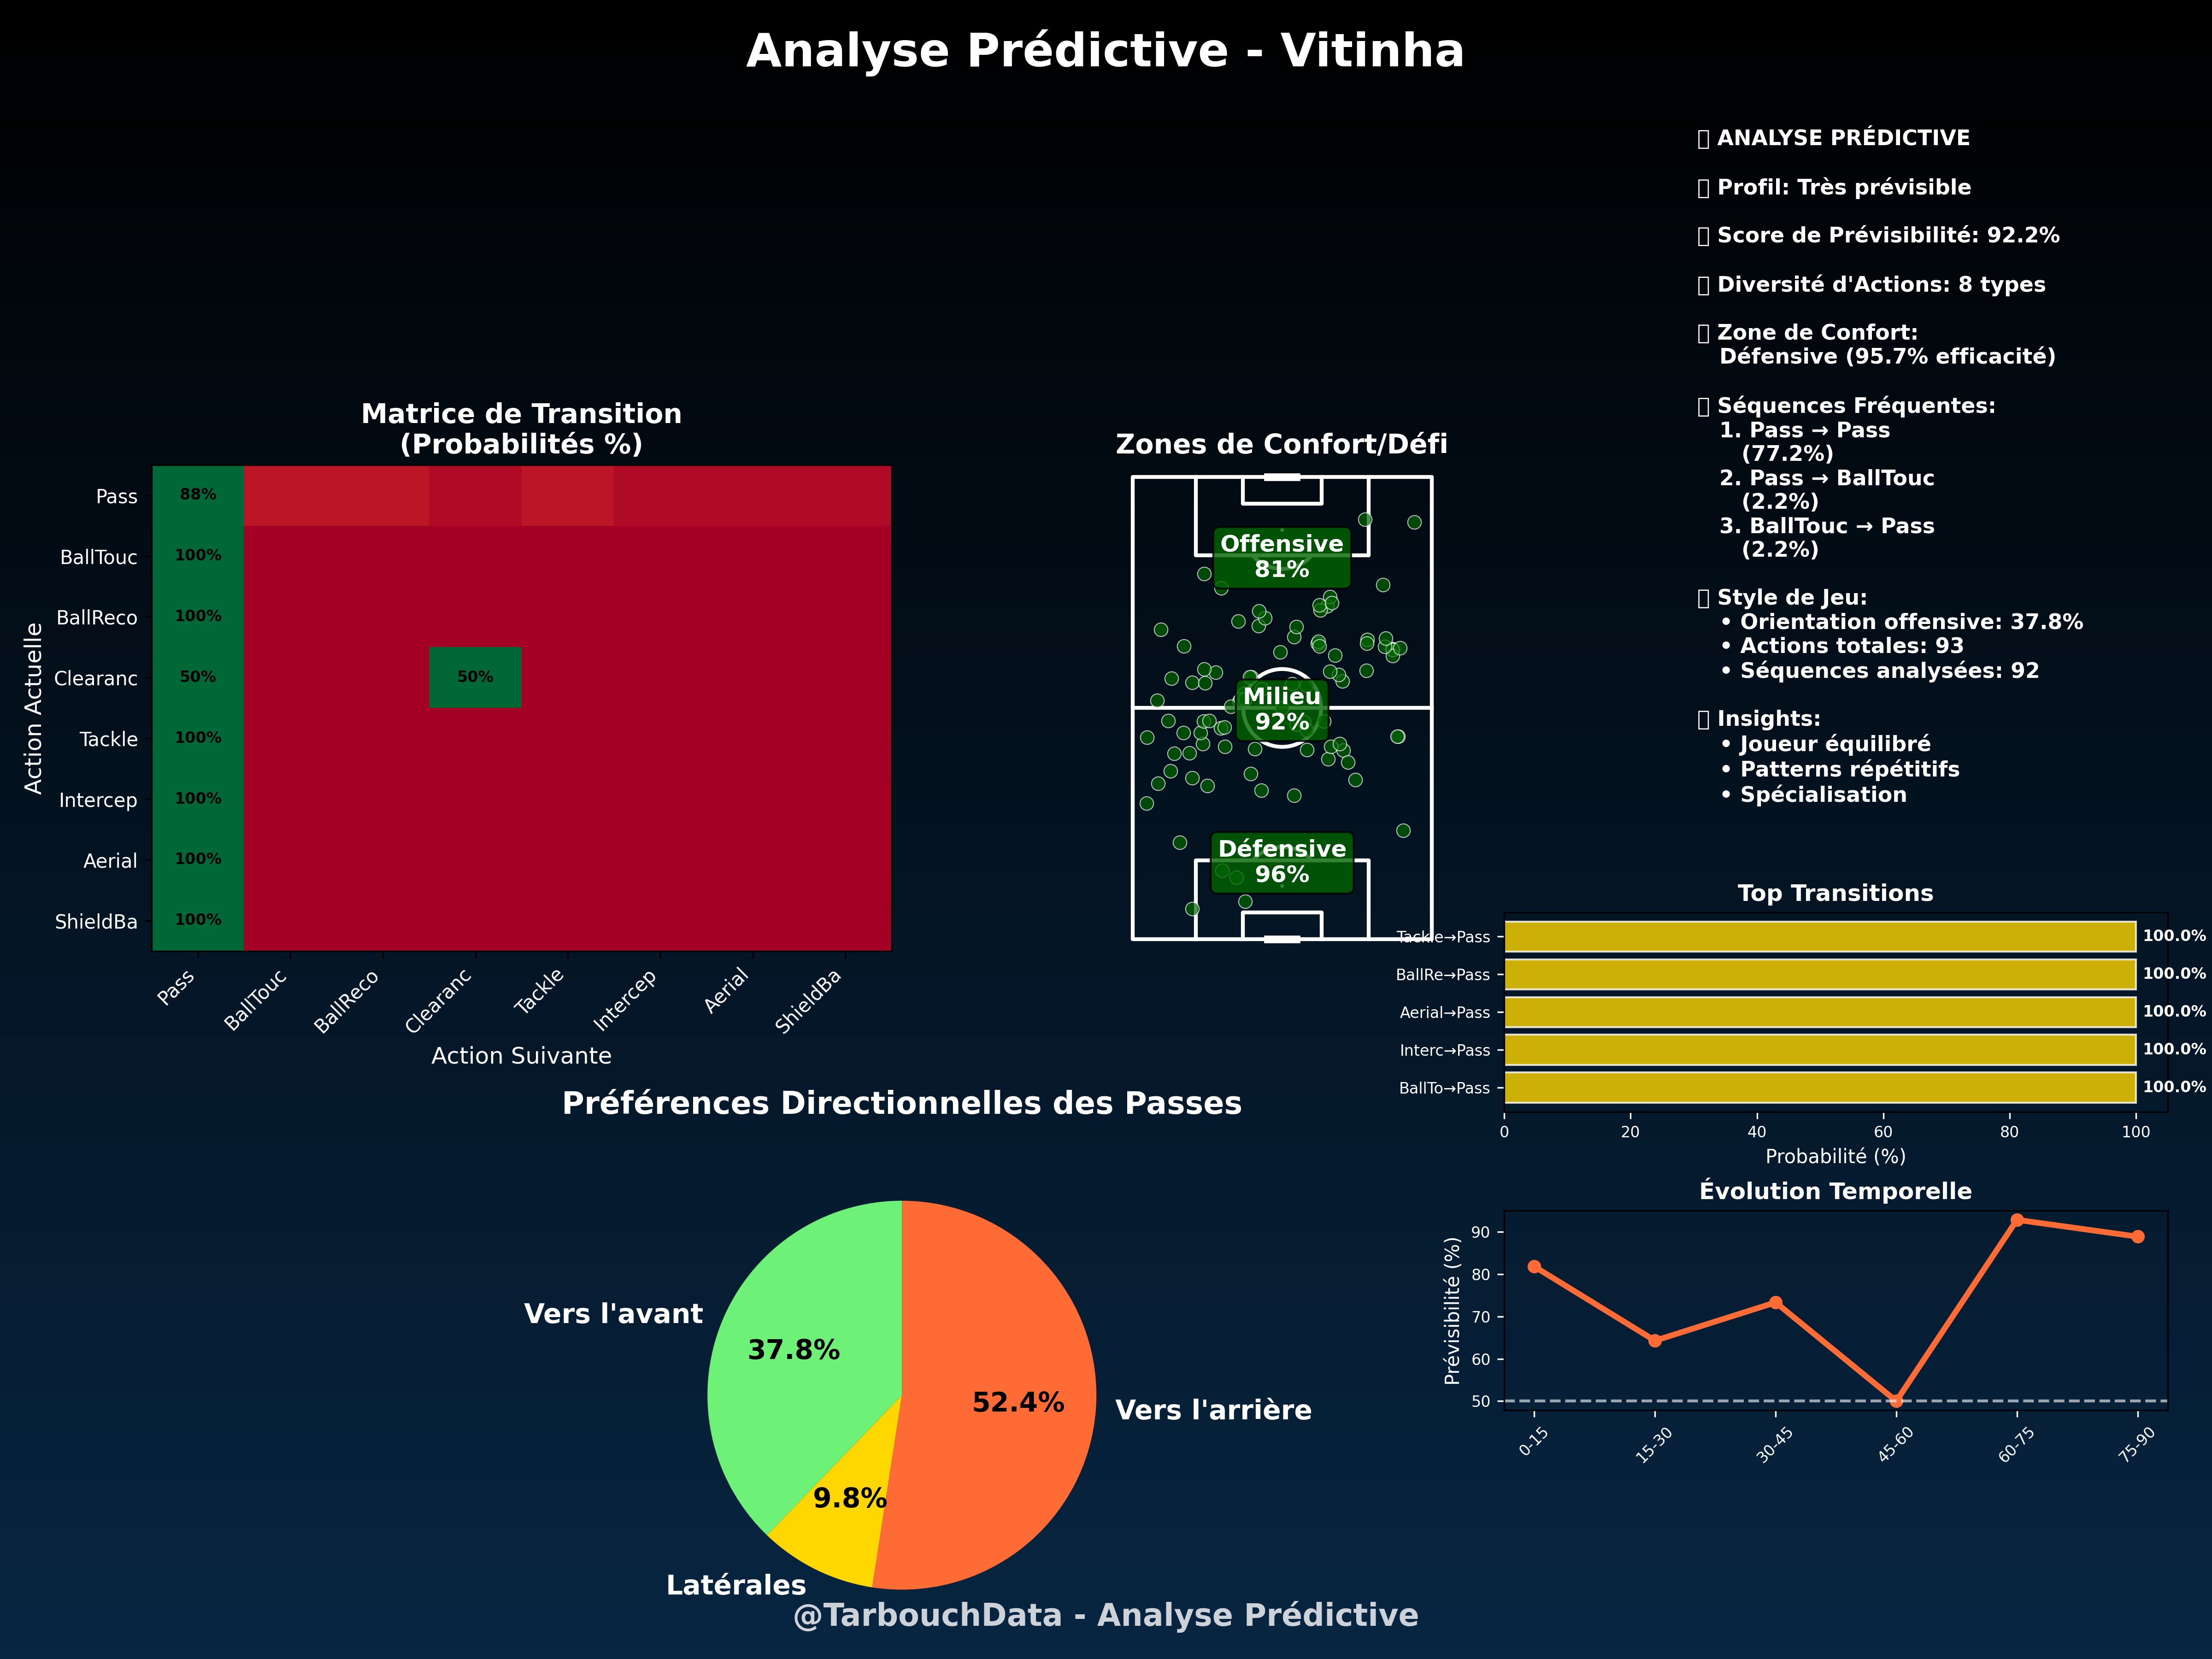 Analyse Prédictive - Vitinha
Matrice de Transition
(Probabilités %)
Action Actuelle
Pass
BallTouc
BallReco
Clearanc
Tackle
Intercep
Aerial
ShieldBa
88%
100%
100%
50%
50%
100%
100%
100%
100%
Pass
BallTouc
BallReco
Clearanc
Tackle
Intercep
Aerial
ShieldBa
Action Suivante
Zones de Confort/Défi
Offensive
81%
Milieu
92%
Défensive
96%
ANALYSE PRÉDICTIVE
Profil: Très prévisible
Score de Prévisibilité: 92.2%
Diversité d'Actions: 8 types
Zone de Confort:
Défensive (95.7% efficacité)
Séquences Fréquentes:
1. Pass → Pass
(77.2%)
2. Pass → BallTouc
(2.2%)
3. BallTouc → Pass
(2.2%)
Style de Jeu:
• Orientation offensive: 37.8%
• Actions totales: 93
• Séquences analysées: 92
Insights:
• Joueur équilibré
• Patterns répétitifs
• Spécialisation
Top Transitions
Tackle→Pass 100.0%
BallRe→Pass 100.0%
Aerial→Pass 100.0%
Interc→Pass 100.0%
BallTo→Pass 100.0%
0 20 40 60 80 100
Probabilité (%)
Évolution Temporelle
Prévisibilité (%)
90
80
70
60
50
0-15 15-30 30-45 45-60 60-75 75-90
Préférences Directionnelles des Passes
Vers l'avant
37.8%
52.4%
Vers l'arrière
9.8%
Latérales
@TarbouchData - Analyse Prédictive